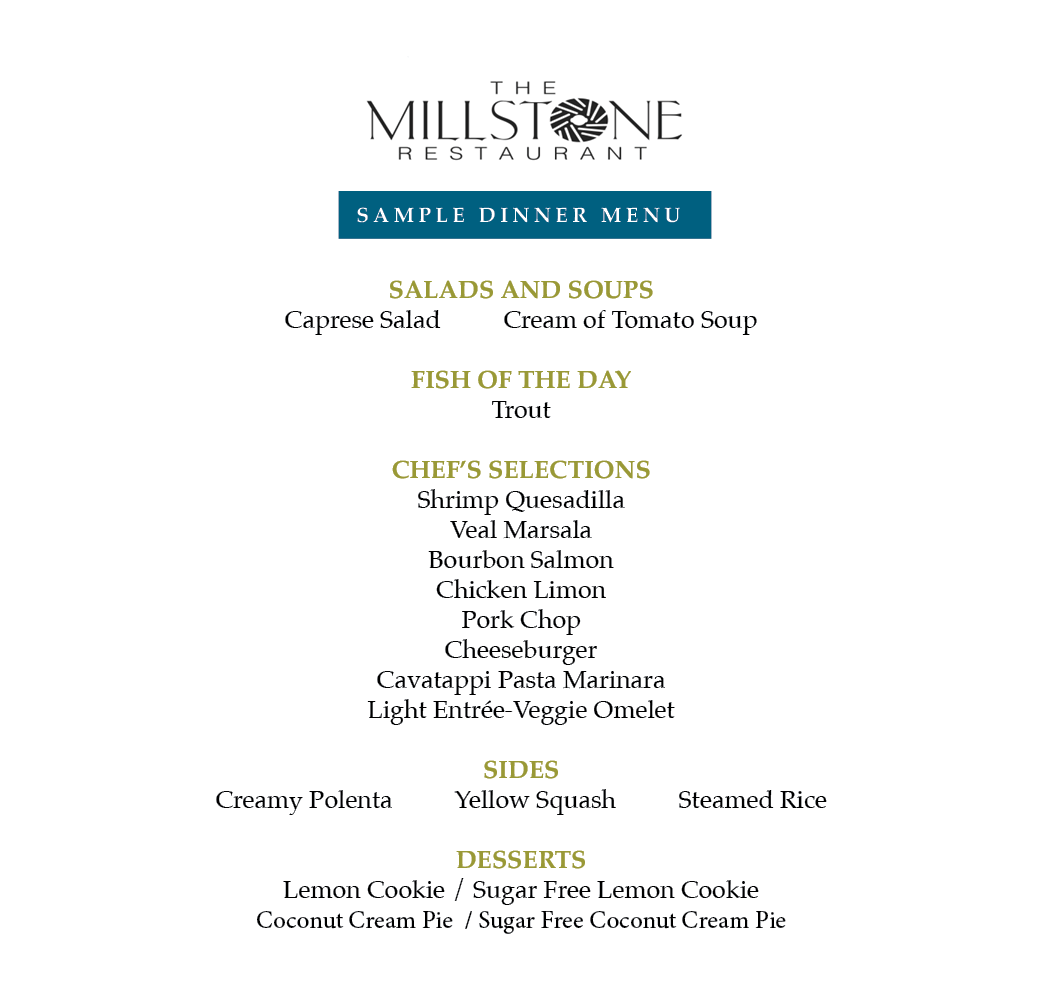 THE
MILLSTONE
RESTAURANT
SAMPLE DINNER MENU
SALADS AND SOUPS
Caprese Salad Cream of Tomato Soup
FISH OF THE DAY
Trout
CHEF’S SELECTIONS
Shrimp Quesadilla
Veal Marsala
Bourbon Salmon
Chicken Limon
Pork Chop
Cheeseburger
Cavatappi Pasta Marinara
Light Entrée-Veggie Omelet
SIDES
Creamy Polenta Yellow Squash Steamed Rice
DESSERTS
Lemon Cookie / Sugar Free Lemon Cookie
Coconut Cream Pie / Sugar Free Coconut Cream Pie